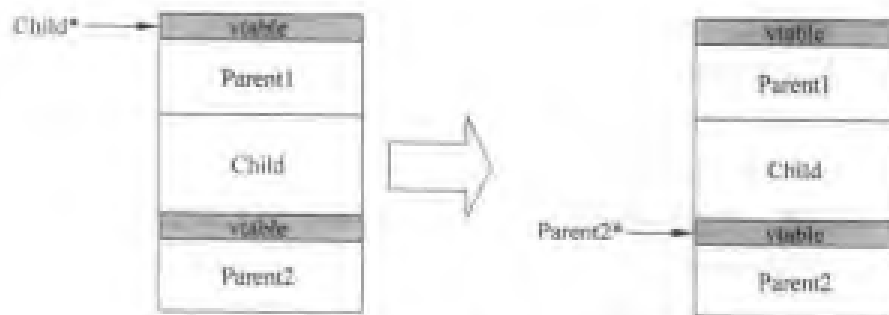 Child*
vtable
Parent1
Child
vtable
Parent2
vtable
Parent1
Child
Parent2*
vtable
Parent2